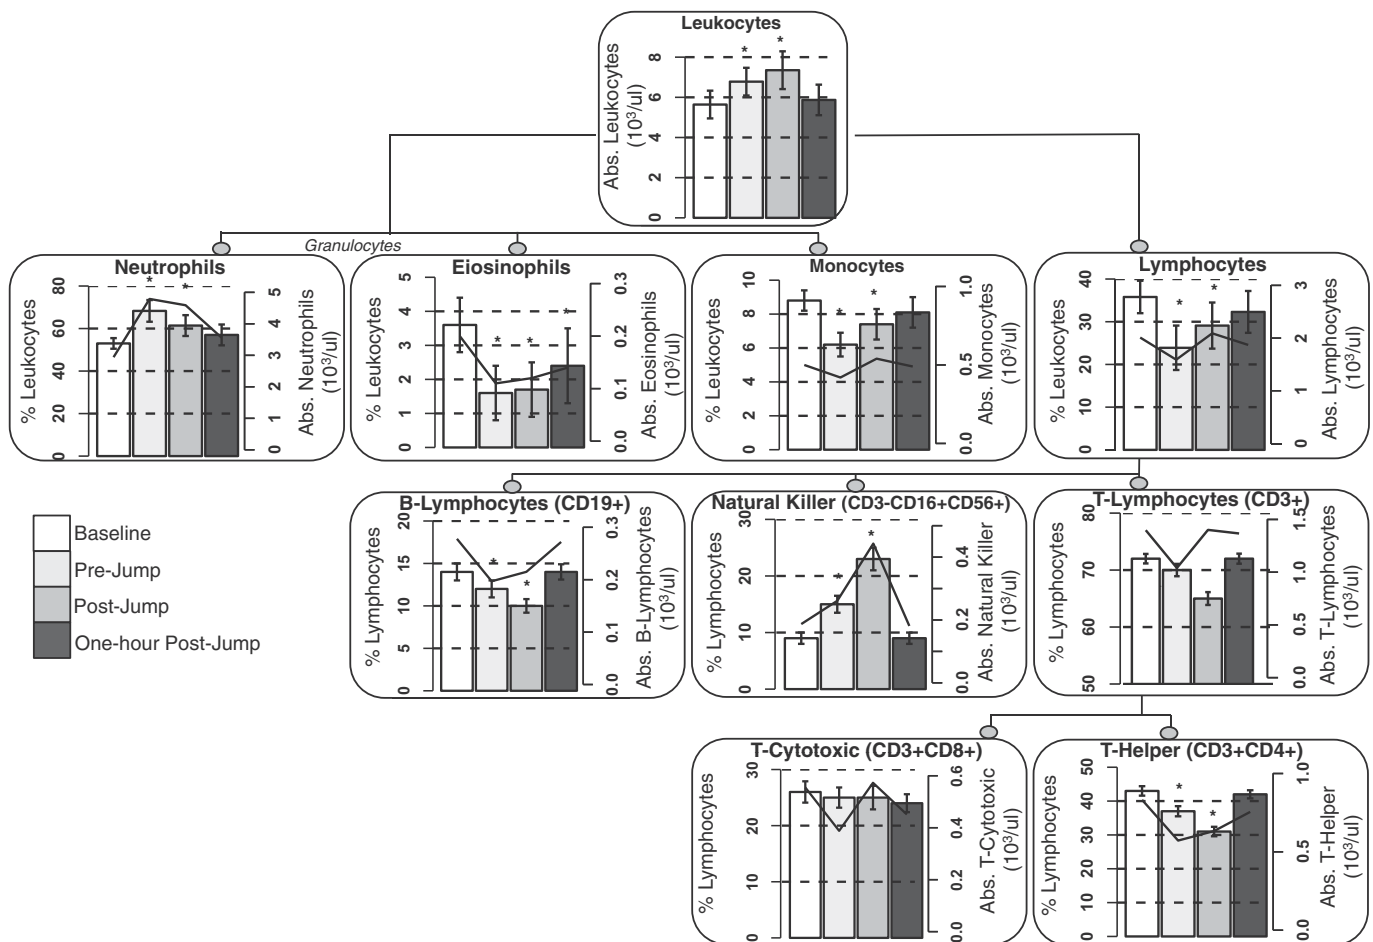 Leukocytes
Abs. Leukocytes
(10³/ul)
0 2 4 6 8
* *
Granulocytes
Neutrophils
% Leukocytes
0 20 40 60 80
* *
0 1 2 3 4 5
Abs. Neutrophils
(10³/ul)
Eiosinophils
% Leukocytes
0 1 2 3 4 5
* * *
0.0 0.1 0.2 0.3
Abs. Eosinophils
(10³/ul)
Monocytes
% Leukocytes
0 2 4 6 8 10
* *
0.0 0.5 1.0
Abs. Monocytes
(10³/ul)
Lymphocytes
% Leukocytes
0 10 20 30 40
* *
0 1 2 3
Abs. Lymphocytes
(10³/ul)
Baseline
Pre-Jump
Post-Jump
One-hour Post-Jump
B-Lymphocytes (CD19+)
% Lymphocytes
0 5 10 15 20
* *
0.0 0.1 0.2 0.3
Abs. B-Lymphocytes
(10³/ul)
Natural Killer (CD3-CD16+CD56+)
% Lymphocytes
0 10 20 30
* *
0.0 0.2 0.4
Abs. Natural Killer
(10³/ul)
T-Lymphocytes (CD3+)
% Lymphocytes
50 60 70 80
0.0 0.5 1.0 1.5
Abs. T-Lymphocytes
(10³/ul)
T-Cytotoxic (CD3+CD8+)
% Lymphocytes
0 10 20 30
0.0 0.2 0.4 0.6
Abs. T-Cytotoxic
(10³/ul)
T-Helper (CD3+CD4+)
% Lymphocytes
0 10 20 30 40 50
* *
0.0 0.5 1.0
Abs. T-Helper
(10³/ul)